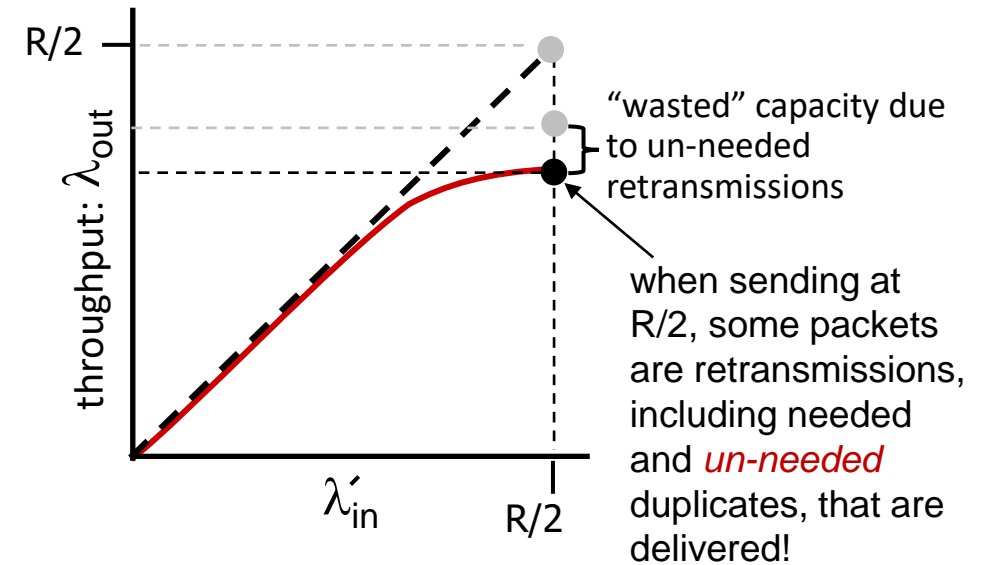 R/2
throughput: λout
“wasted” capacity due
to un-needed
retransmissions
when sending at
R/2, some packets
are retransmissions,
including needed
and un-needed
duplicates, that are
delivered!
λ′in
R/2